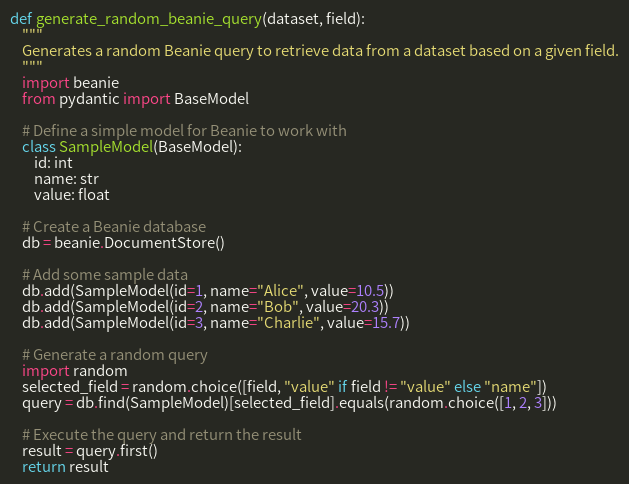 def generate_random_beanie_query(dataset, field):
    """
    Generates a random Beanie query to retrieve data from a dataset based on a given field.
    """
    import beanie
    from pydantic import BaseModel

    # Define a simple model for Beanie to work with
    class SampleModel(BaseModel):
        id: int
        name: str
        value: float

    # Create a Beanie database
    db = beanie.DocumentStore()

    # Add some sample data
    db.add(SampleModel(id=1, name="Alice", value=10.5))
    db.add(SampleModel(id=2, name="Bob", value=20.3))
    db.add(SampleModel(id=3, name="Charlie", value=15.7))

    # Generate a random query
    import random
    selected_field = random.choice([field, "value" if field != "value" else "name"])
    query = db.find(SampleModel)[selected_field].equals(random.choice([1, 2, 3]))

    # Execute the query and return the result
    result = query.first()
    return result